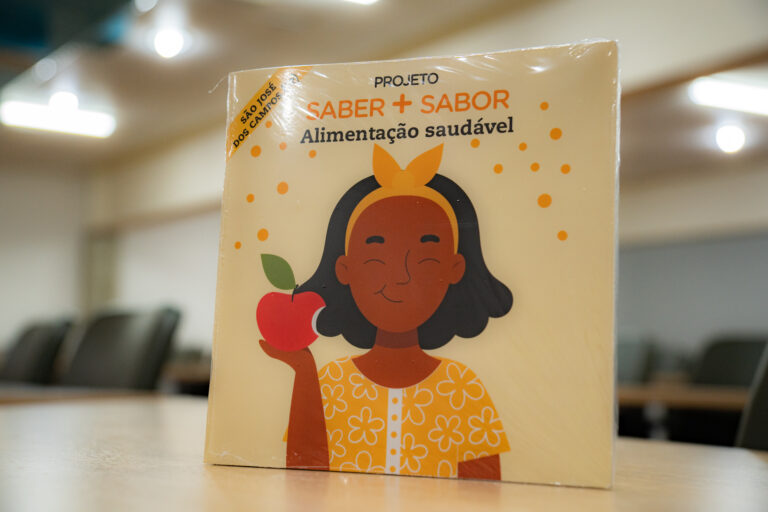 SÃO JOSÉ
DOS CAMPOS
PROJETO
SABER + SABOR
Alimentação saudável